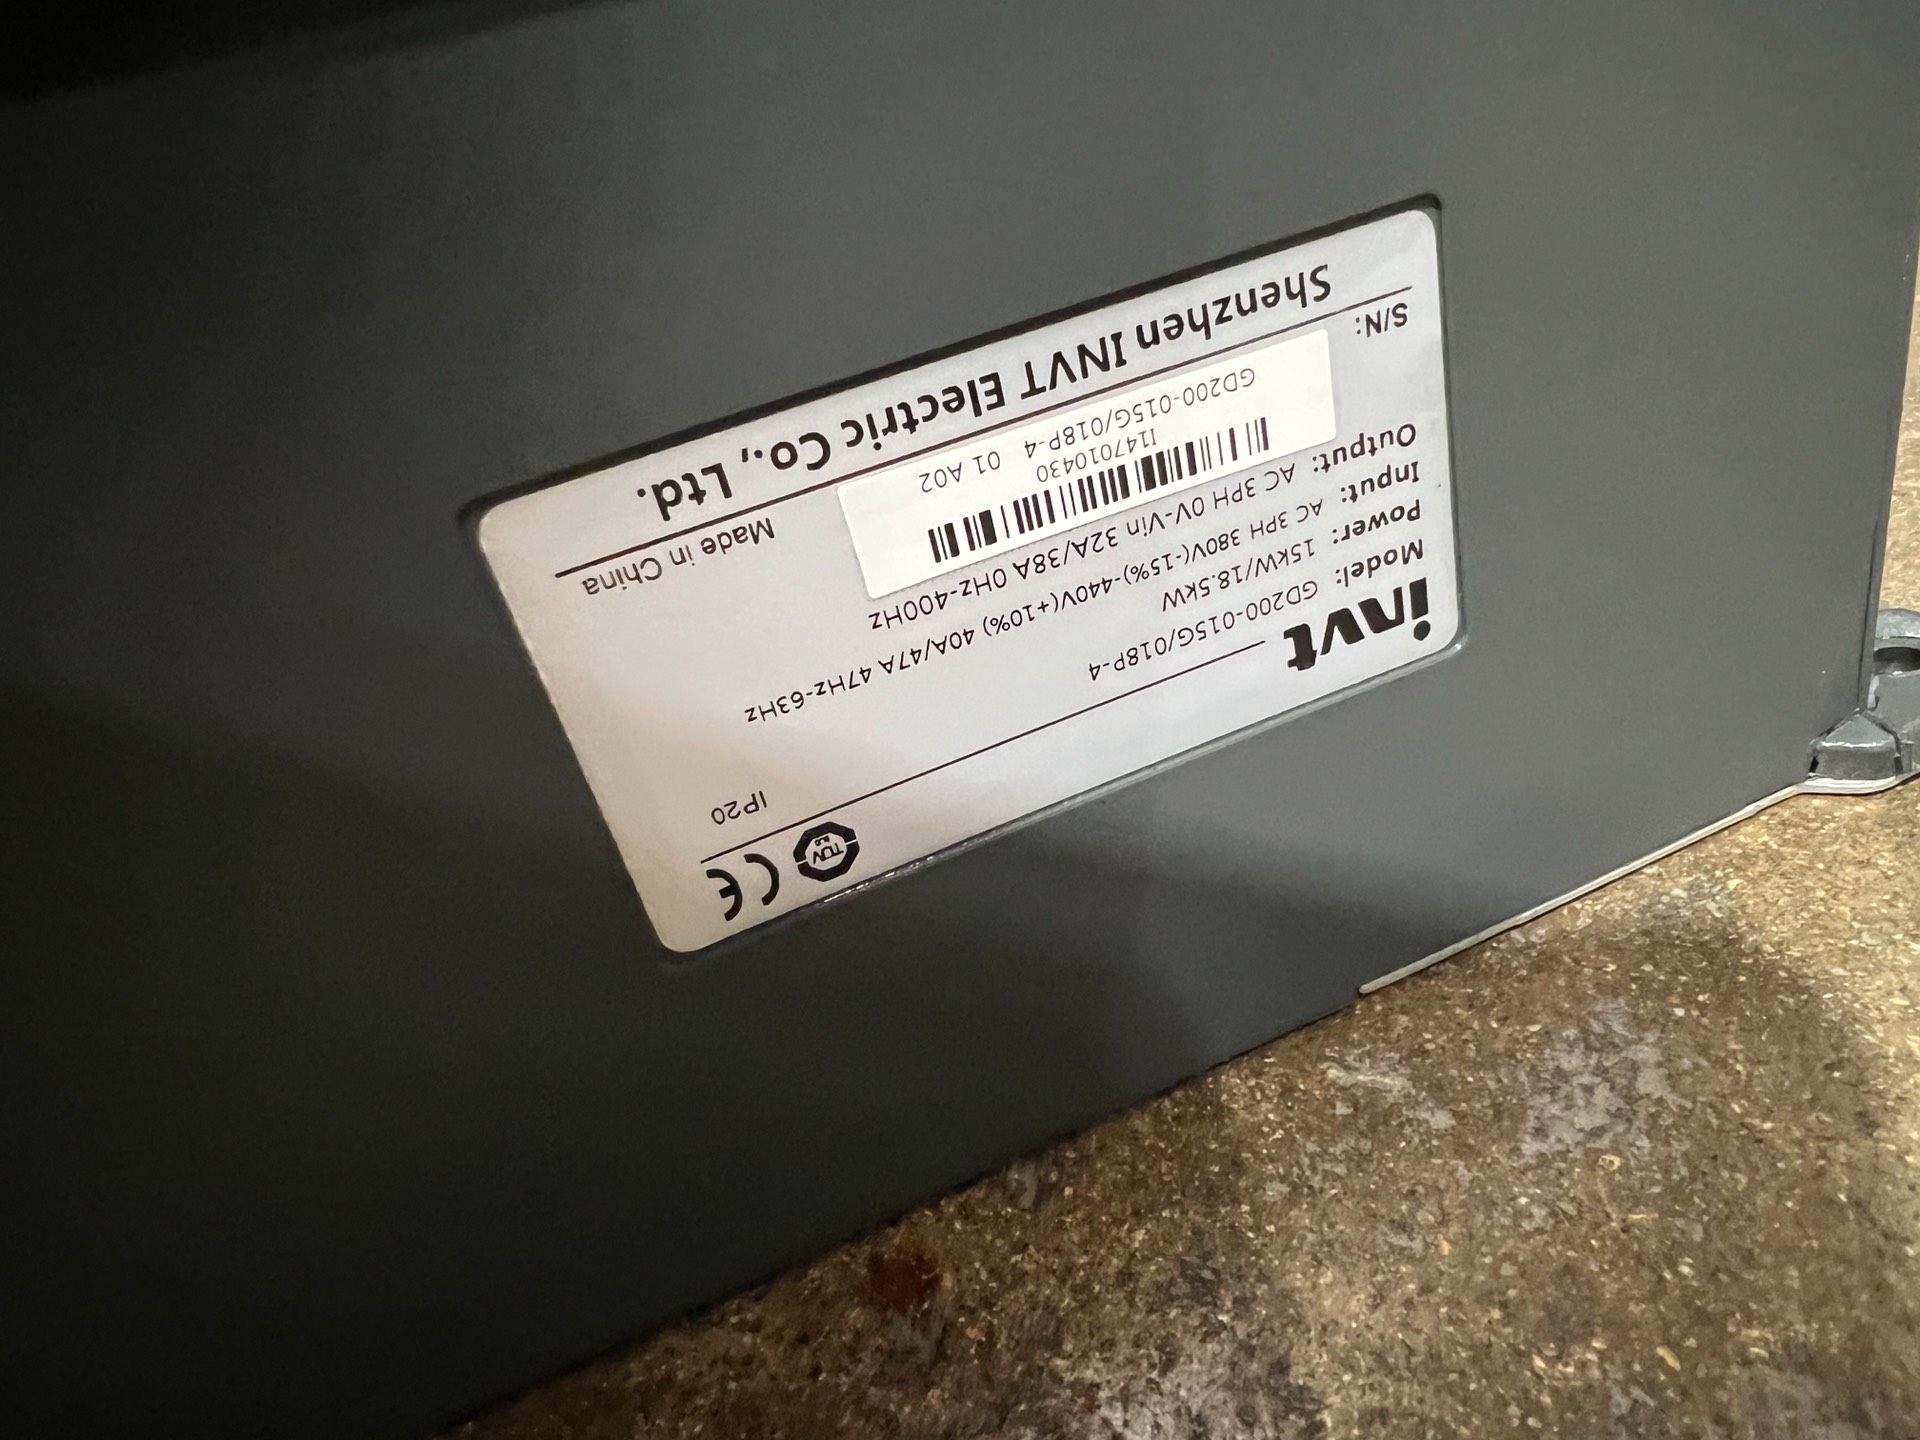 invt
CE
TÜV
IP20
Model: GD200-015G/018P-4
Power: 15kW/18.5kW
Input: AC 3PH 380V(-15%)-440V(+10%) 40A/47A 47Hz-63Hz
Output: AC 3PH 0V-Vin 32A/38A 0Hz-400Hz
S/N:
I147010430
GD200-015G/018P-4 01 A02
Made in China
Shenzhen INVT Electric Co., Ltd.